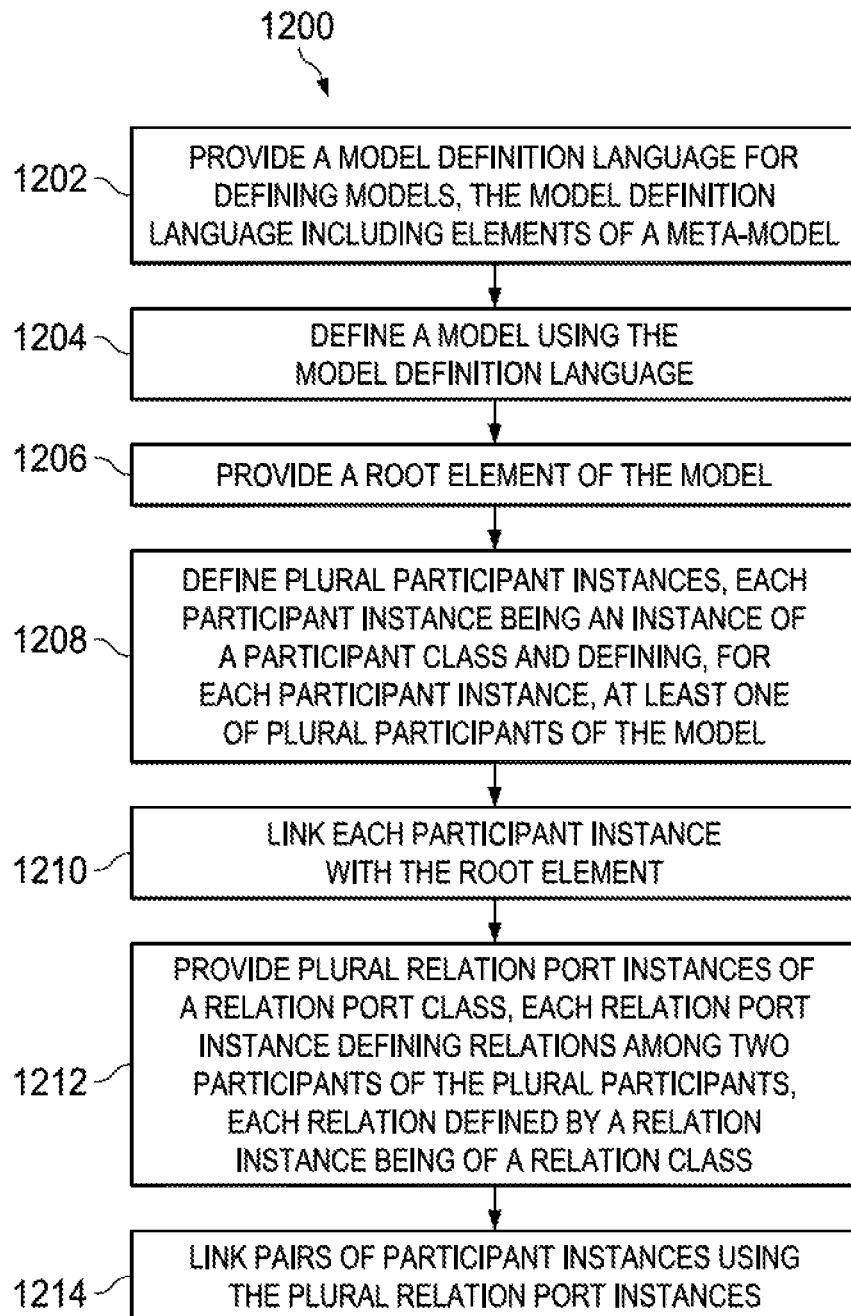 1200
1202
PROVIDE A MODEL DEFINITION LANGUAGE FOR
DEFINING MODELS, THE MODEL DEFINITION
LANGUAGE INCLUDING ELEMENTS OF A META-MODEL
1204
DEFINE A MODEL USING THE
MODEL DEFINITION LANGUAGE
1206
PROVIDE A ROOT ELEMENT OF THE MODEL
1208
DEFINE PLURAL PARTICIPANT INSTANCES, EACH
PARTICIPANT INSTANCE BEING AN INSTANCE OF
A PARTICIPANT CLASS AND DEFINING, FOR
EACH PARTICIPANT INSTANCE, AT LEAST ONE
OF PLURAL PARTICIPANTS OF THE MODEL
1210
LINK EACH PARTICIPANT INSTANCE
WITH THE ROOT ELEMENT
1212
PROVIDE PLURAL RELATION PORT INSTANCES OF
A RELATION PORT CLASS, EACH RELATION PORT
INSTANCE DEFINING RELATIONS AMONG TWO
PARTICIPANTS OF THE PLURAL PARTICIPANTS,
EACH RELATION DEFINED BY A RELATION
INSTANCE BEING OF A RELATION CLASS
1214
LINK PAIRS OF PARTICIPANT INSTANCES USING
THE PLURAL RELATION PORT INSTANCES